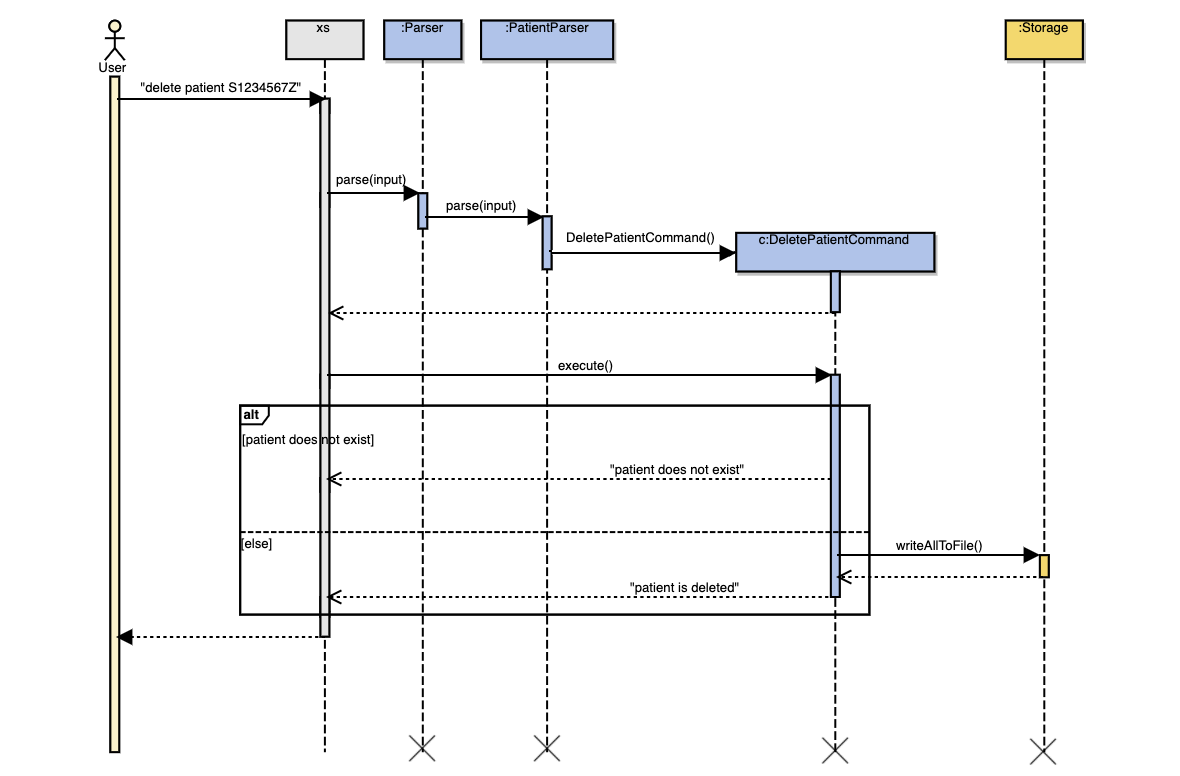 xs
:Parser
:PatientParser
:Storage
User
"delete patient S1234567Z"
parse(input)
parse(input)
DeletePatientCommand()
c:DeletePatientCommand
execute()
alt
[patient does not exist]
"patient does not exist"
[else]
writeAllToFile()
"patient is deleted"